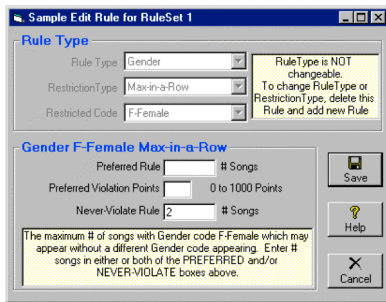 Sample Edit Rule for RuleSet 1
Rule Type
Rule Type Gender
RestrictionType Max-in-a-Row
Restricted Code F-Female
RuleType is NOT
changeable.
To change RuleType or
RestrictionType, delete this
Rule and add new Rule
Gender F-Female Max-in-a-Row
Preferred Rule # Songs
Preferred Violation Points 0 to 1000 Points
Never-Violate Rule 2 # Songs
The maximum # of songs with Gender code F-Female which may
appear without a different Gender code appearing. Enter #
songs in either or both of the PREFERRED and/or
NEVER-VIOLATE boxes above.
Save
Help
Cancel